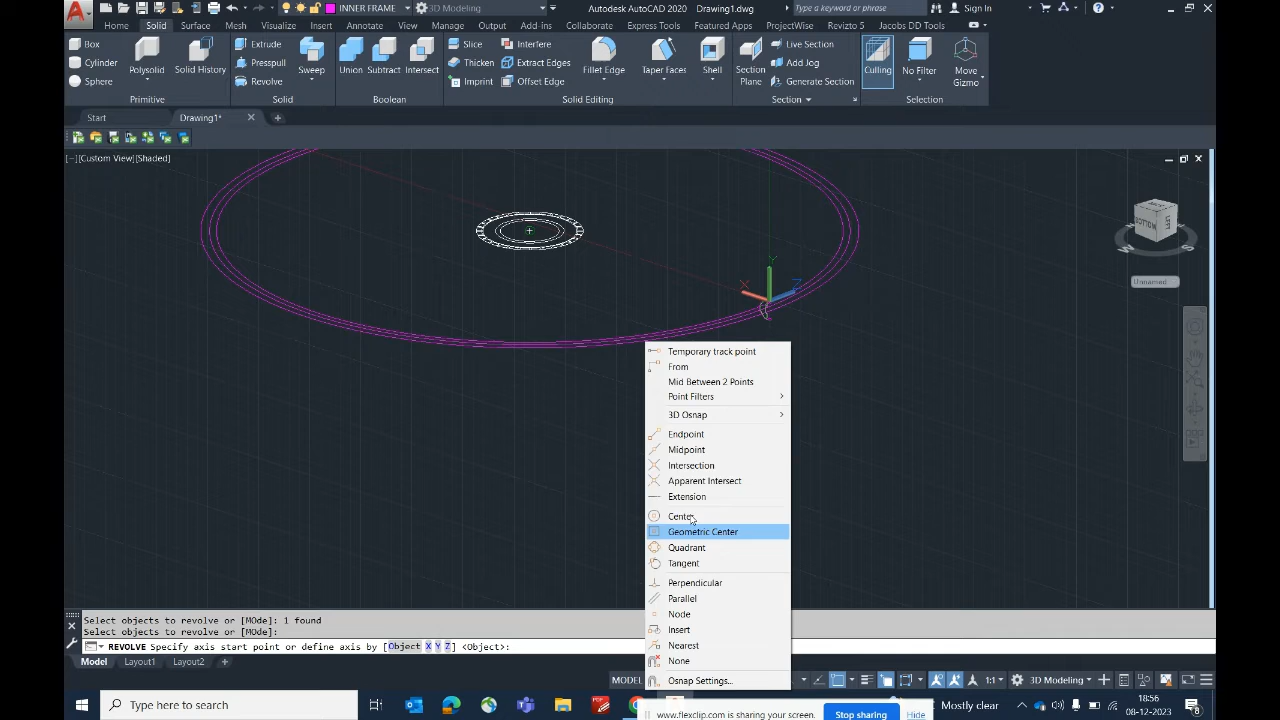 INNER FRAME
3D Modeling
Autodesk AutoCAD 2020 Drawing1.dwg
Type a keyword or phrase
Sign In
Home Solid Surface Mesh Visualize Insert Annotate View Manage Output Add-ins Collaborate Express Tools Featured Apps ProjectWise Revizto 5 Jacobs DD Tools
Box
Cylinder
Sphere
Polysolid
Solid History
Primitive
Extrude
Presspull
Revolve
Sweep
Solid
Union
Subtract
Intersect
Boolean
Slice
Thicken
Imprint
Interfere
Extract Edges
Offset Edge
Fillet Edge
Taper Faces
Shell
Solid Editing
Section
Plane
Live Section
Add Jog
Generate Section
Section
Culling
No Filter
Move
Gizmo
Selection
Start
Drawing1*
[−][Custom View][Shaded]
X
Y
Z
BOTTOM
LEFT
W
S
Unnamed
Temporary track point
From
Mid Between 2 Points
Point Filters
3D Osnap
Endpoint
Midpoint
Intersection
Apparent Intersect
Extension
Center
Geometric Center
Quadrant
Tangent
Perpendicular
Parallel
Node
Insert
Nearest
None
Osnap Settings...
Select objects to revolve or [MOde]: 1 found
Select objects to revolve or [MOde]:
REVOLVE Specify axis start point or define axis by [Object X Y Z] <Object>:
Model Layout1 Layout2
MODEL
1:1
3D Modeling
Type here to search
www.flexclip.com is sharing your screen.
Stop sharing
Hide
Mostly clear
ENG
18:56
08-12-2023